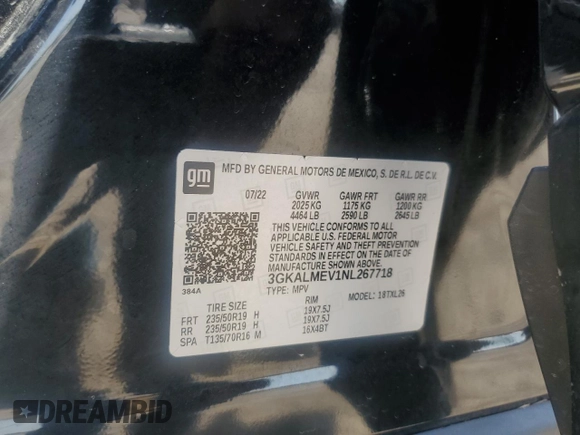 gm
MFD BY GENERAL MOTORS DE MEXICO, S. DE R.L. DE C.V.
07/22 GVWR GAWR FRT GAWR RR
2025 KG 1175 KG 1200 KG
4464 LB 2590 LB 2645 LB
THIS VEHICLE CONFORMS TO ALL
APPLICABLE U.S. FEDERAL MOTOR
VEHICLE SAFETY AND THEFT PREVENTION
STANDARDS IN EFFECT ON THE DATE OF
MANUFACTURE SHOWN ABOVE.
3GKALMEV1NL267718
384A
TYPE: MPV MODEL: 18TXL26
TIRE SIZE RIM
FRT 235/50R19 H 19X7.5J
RR 235/50R19 H 19X7.5J
SPA T135/70R16 M 16X4BT
DREAMBID